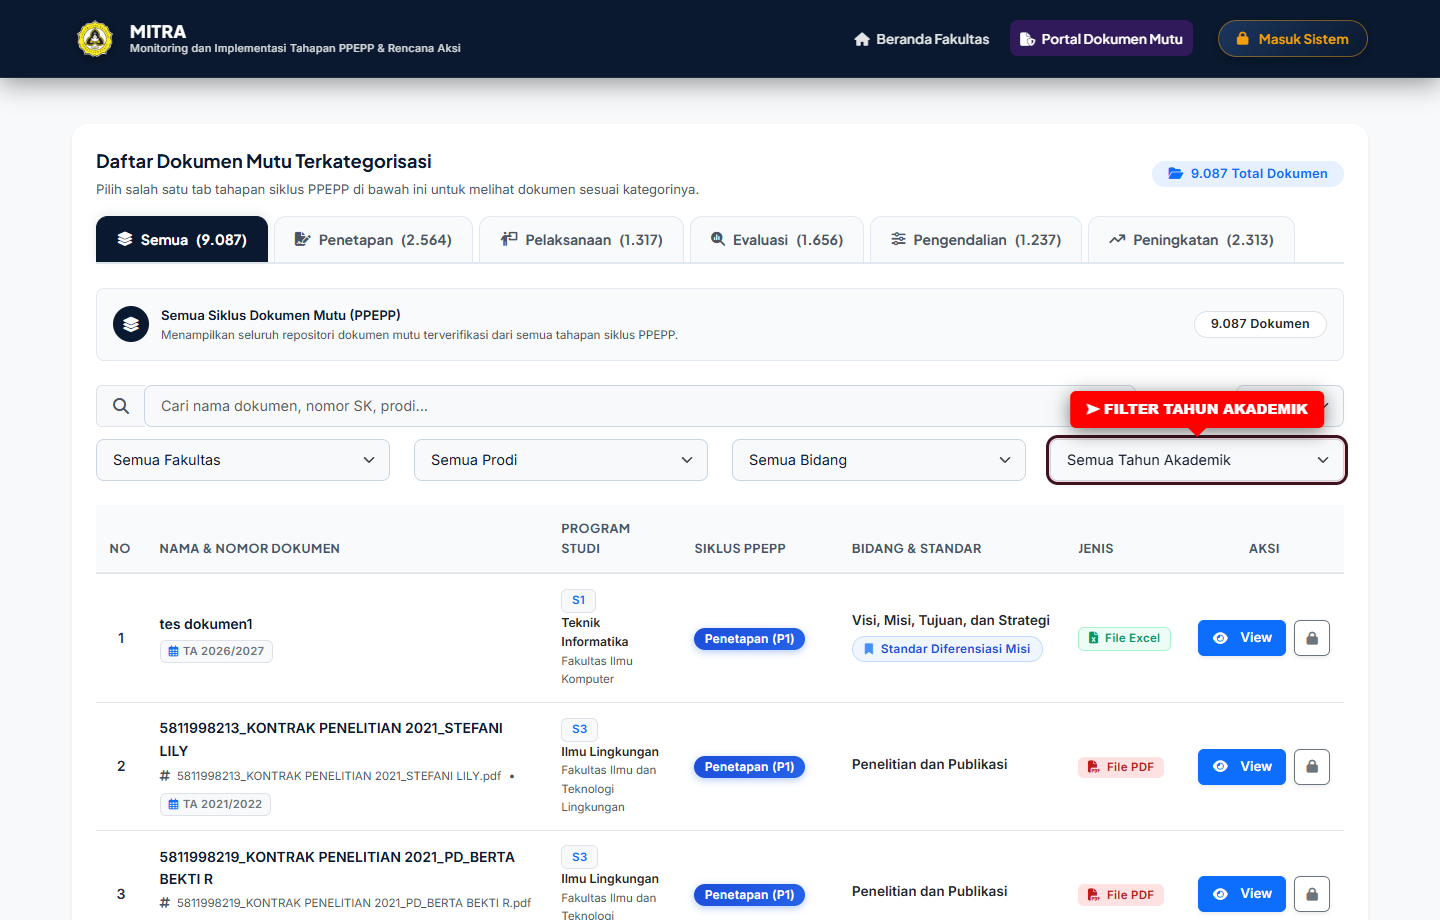 MITRA
Monitoring dan Implementasi Tahapan PPEPP & Rencana Aksi
Beranda Fakultas
Portal Dokumen Mutu
Masuk Sistem
Daftar Dokumen Mutu Terkategorisasi
Pilih salah satu tab tahapan siklus PPEPP di bawah ini untuk melihat dokumen sesuai kategorinya.
9.087 Total Dokumen
Semua (9.087)
Penetapan (2.564)
Pelaksanaan (1.317)
Evaluasi (1.656)
Pengendalian (1.237)
Peningkatan (2.313)
Semua Siklus Dokumen Mutu (PPEPP)
Menampilkan seluruh repositori dokumen mutu terverifikasi dari semua tahapan siklus PPEPP.
9.087 Dokumen
Cari nama dokumen, nomor SK, prodi...
FILTER TAHUN AKADEMIK
Semua Fakultas
Semua Prodi
Semua Bidang
Semua Tahun Akademik
NO
NAMA & NOMOR DOKUMEN
PROGRAM
STUDI
SIKLUS PPEPP
BIDANG & STANDAR
JENIS
AKSI
1
tes dokumen1
TA 2026/2027
S1
Teknik
Informatika
Fakultas Ilmu
Komputer
Penetapan (P1)
Visi, Misi, Tujuan, dan Strategi
Standar Diferensiasi Misi
File Excel
View
2
5811998213_KONTRAK PENELITIAN 2021_STEFANI
LILY
# 5811998213_KONTRAK PENELITIAN 2021_STEFANI LILY.pdf •
TA 2021/2022
S3
Ilmu Lingkungan
Fakultas Ilmu dan
Teknologi
Lingkungan
Penetapan (P1)
Penelitian dan Publikasi
File PDF
View
3
5811998219_KONTRAK PENELITIAN 2021_PD_BERTA
BEKTI R
# 5811998219_KONTRAK PENELITIAN 2021_PD_BERTA BEKTI R.pdf
S3
Ilmu Lingkungan
Fakultas Ilmu dan
Teknologi
Penetapan (P1)
Penelitian dan Publikasi
File PDF
View